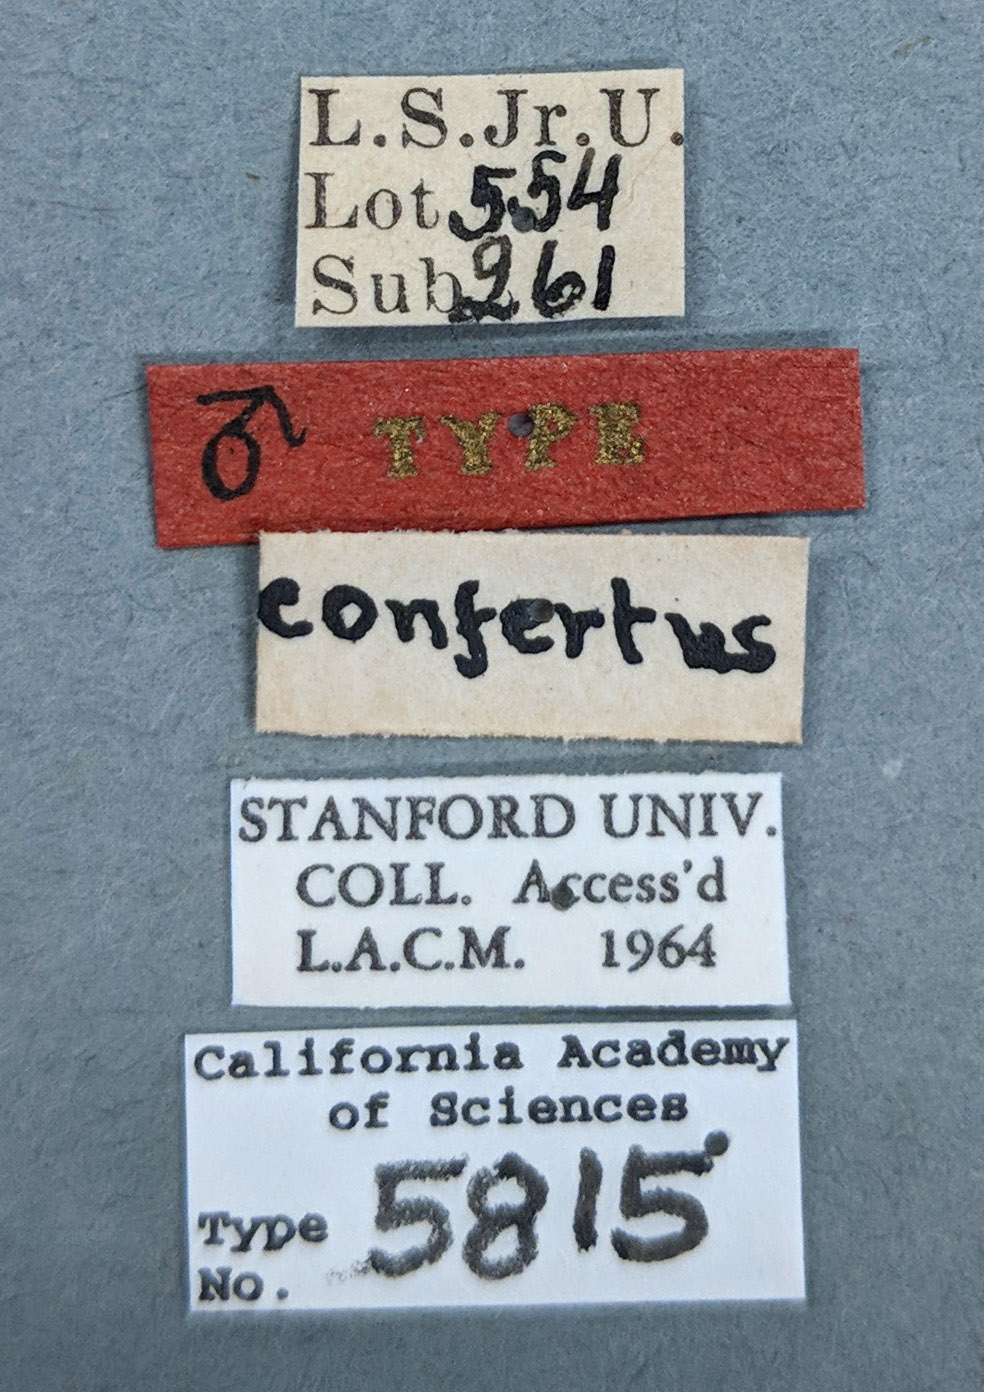 L.S.Jr.U.
Lot 554
Sub 261
♂ TYPE
confertus
STANFORD UNIV.
COLL. Access'd
L.A.C.M. 1964
California Academy
of Sciences
Type 5815
No.